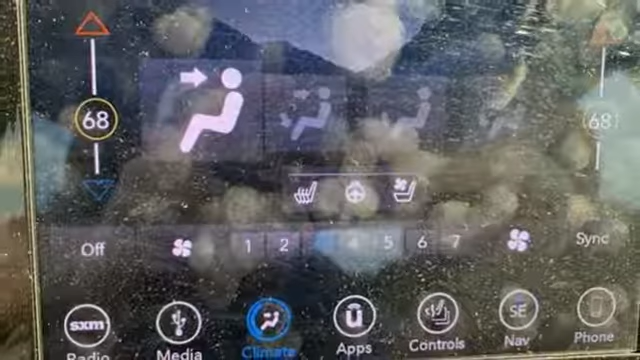 68 68
Off 1 2 4 5 6 7 Sync
sxm u SE
Radio Media Climate Apps Controls Nav Phone